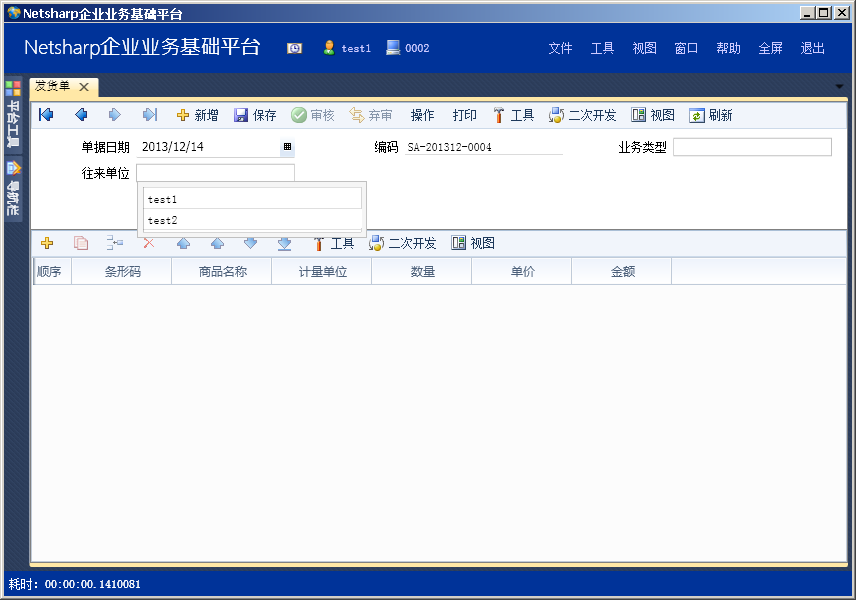 Netsharp企业业务基础平台
Netsharp企业业务基础平台 test1 0002 文件 工具 视图 窗口 帮助 全屏 退出
平台工具
导航栏
发货单
新增 保存 审核 弃审 操作 打印 工具 二次开发 视图 刷新
单据日期 2013/12/14 编码 SA-201312-0004 业务类型
往来单位
test1
test2
工具 二次开发 视图
顺序 条形码 商品名称 计量单位 数量 单价 金额
耗时: 00:00:00.1410081